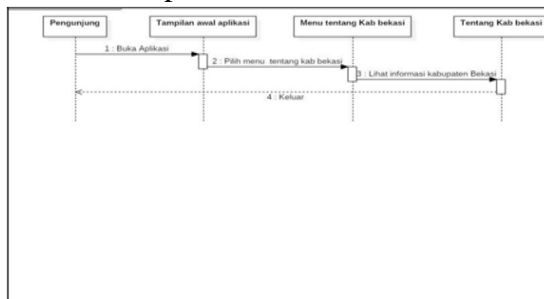 Pengunjung
Tampilan awal aplikasi
Menu tentang Kab bekasi
Tentang Kab bekasi
1 : Buka Aplikasi
2 : Pilih menu tentang kab bekasi
3 : Lihat informasi kabupaten Bekasi
4 : Keluar